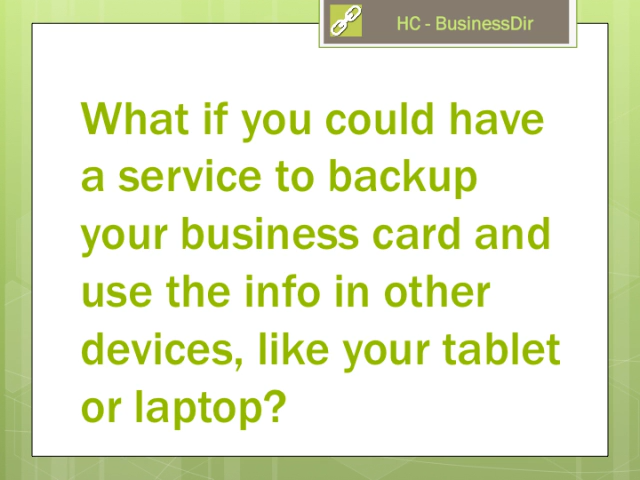 HC - BusinessDir
What if you could have
a service to backup
your business card and
use the info in other
devices, like your tablet
or laptop?